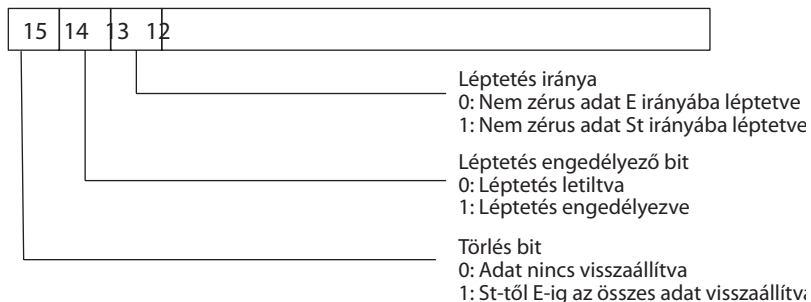 15 14 13 12
Léptetés iránya
0: Nem zérus adat E irányába léptetve
1: Nem zérus adat St irányába léptetve
Léptetés engedélyező bit
0: Léptetés letiltva
1: Léptetés engedélyezve
Törlés bit
0: Adat nincs visszaállítva
1: St-től E-ig az összes adat visszaállítva